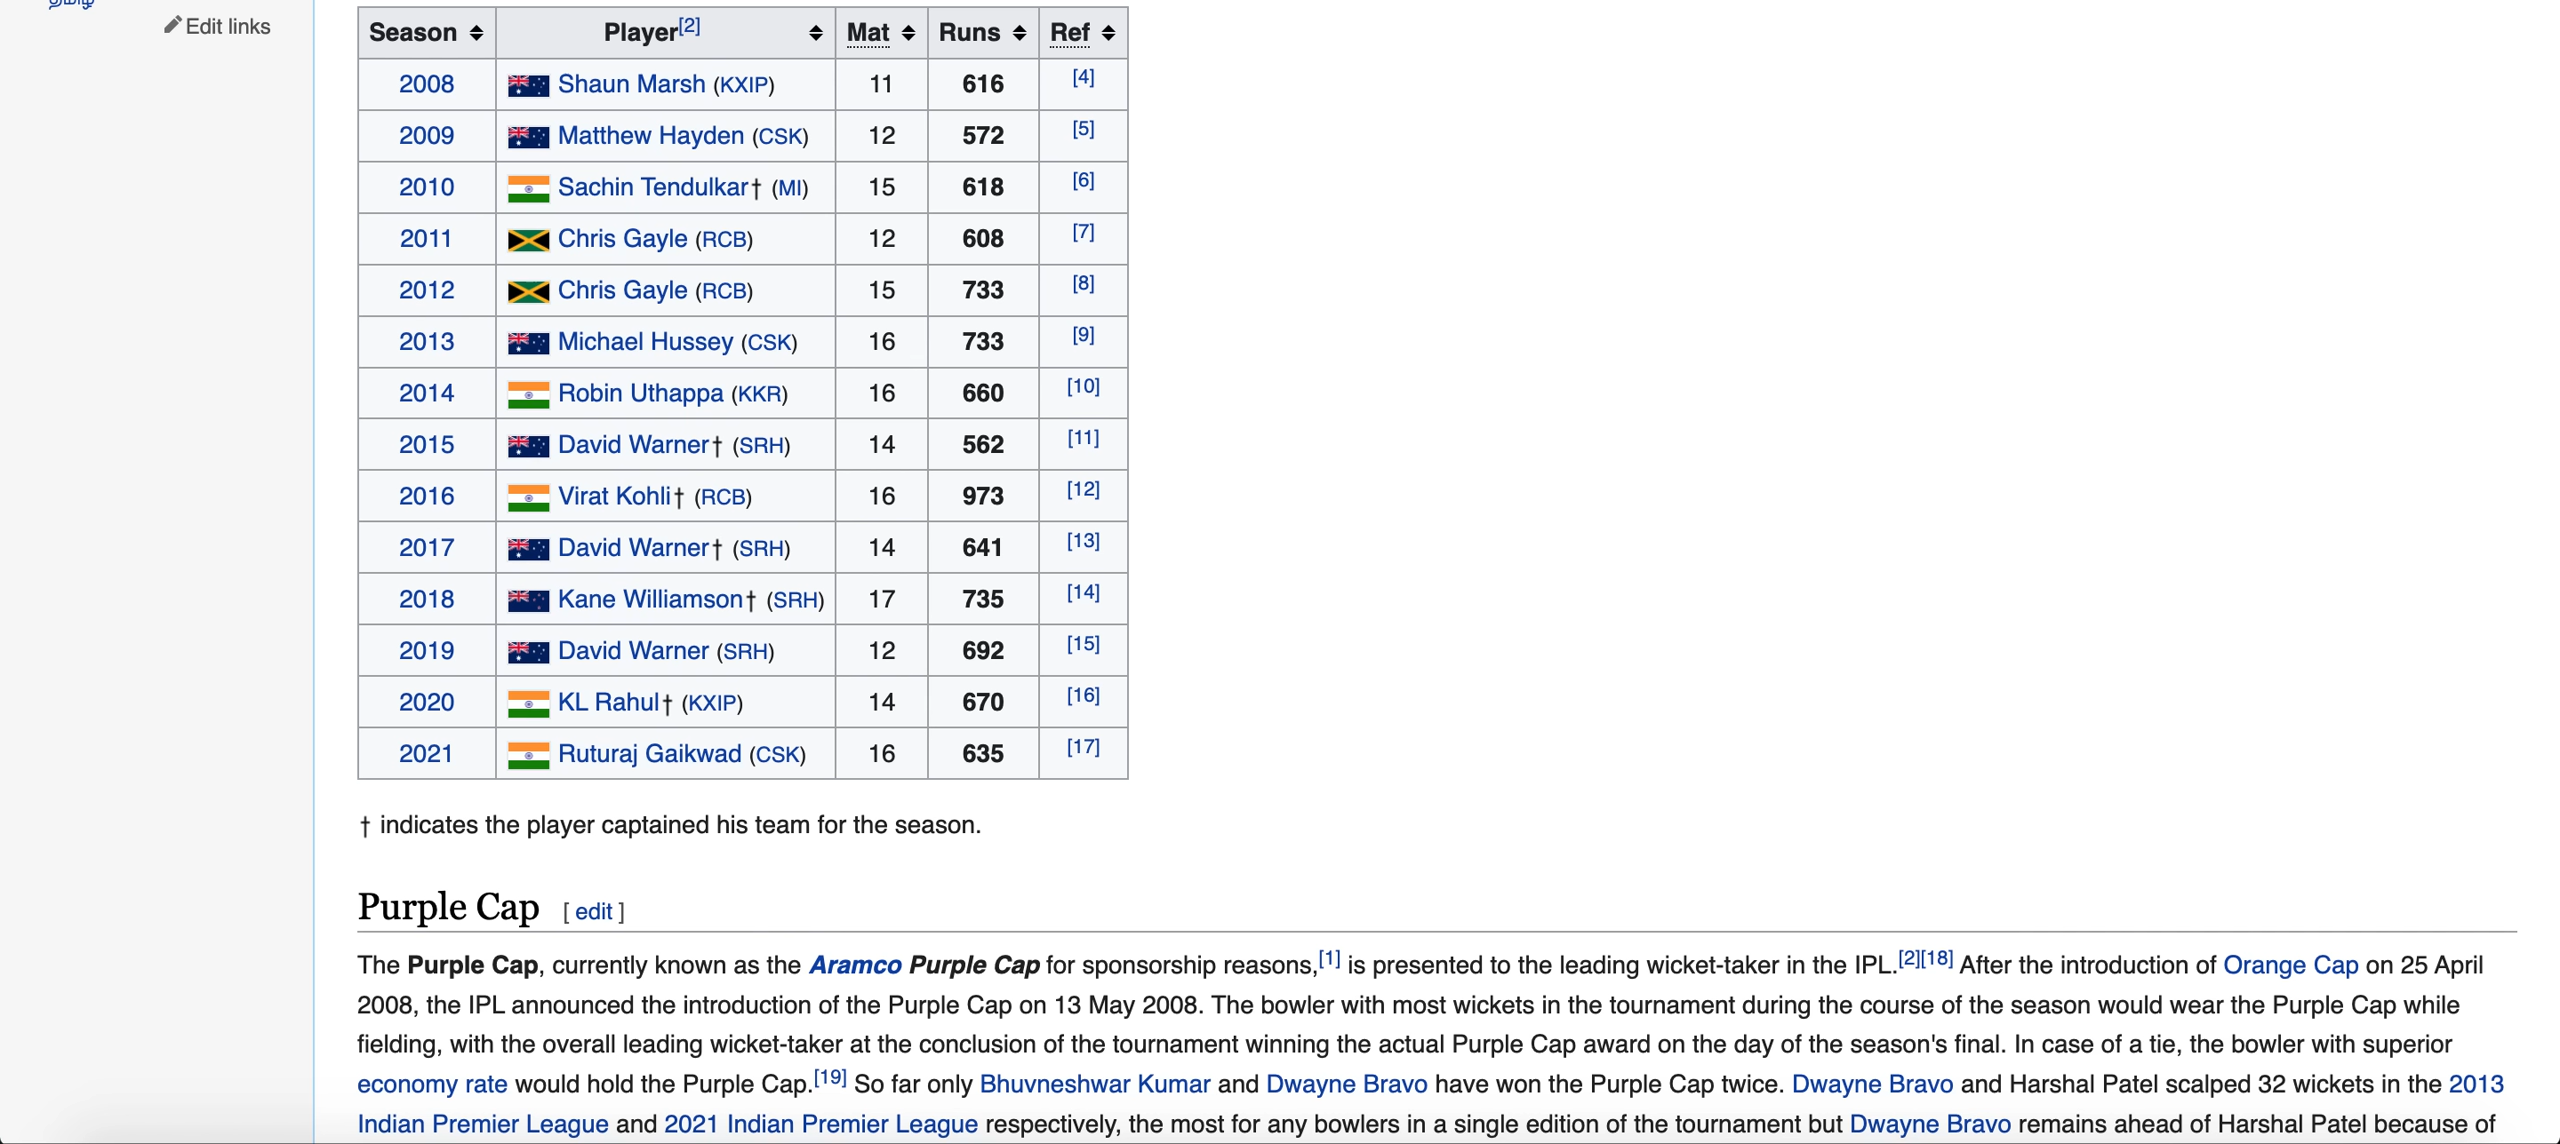 தமிழ்
Edit links
Season Player[2] Mat Runs Ref
2008 Shaun Marsh (KXIP) 11 616 [4]
2009 Matthew Hayden (CSK) 12 572 [5]
2010 Sachin Tendulkar† (MI) 15 618 [6]
2011 Chris Gayle (RCB) 12 608 [7]
2012 Chris Gayle (RCB) 15 733 [8]
2013 Michael Hussey (CSK) 16 733 [9]
2014 Robin Uthappa (KKR) 16 660 [10]
2015 David Warner† (SRH) 14 562 [11]
2016 Virat Kohli† (RCB) 16 973 [12]
2017 David Warner† (SRH) 14 641 [13]
2018 Kane Williamson† (SRH) 17 735 [14]
2019 David Warner (SRH) 12 692 [15]
2020 KL Rahul† (KXIP) 14 670 [16]
2021 Ruturaj Gaikwad (CSK) 16 635 [17]
† indicates the player captained his team for the season.
Purple Cap [ edit ]
The Purple Cap, currently known as the Aramco Purple Cap for sponsorship reasons,[1] is presented to the leading wicket-taker in the IPL.[2][18] After the introduction of Orange Cap on 25 April
2008, the IPL announced the introduction of the Purple Cap on 13 May 2008. The bowler with most wickets in the tournament during the course of the season would wear the Purple Cap while
fielding, with the overall leading wicket-taker at the conclusion of the tournament winning the actual Purple Cap award on the day of the season's final. In case of a tie, the bowler with superior
economy rate would hold the Purple Cap.[19] So far only Bhuvneshwar Kumar and Dwayne Bravo have won the Purple Cap twice. Dwayne Bravo and Harshal Patel scalped 32 wickets in the 2013
Indian Premier League and 2021 Indian Premier League respectively, the most for any bowlers in a single edition of the tournament but Dwayne Bravo remains ahead of Harshal Patel because of